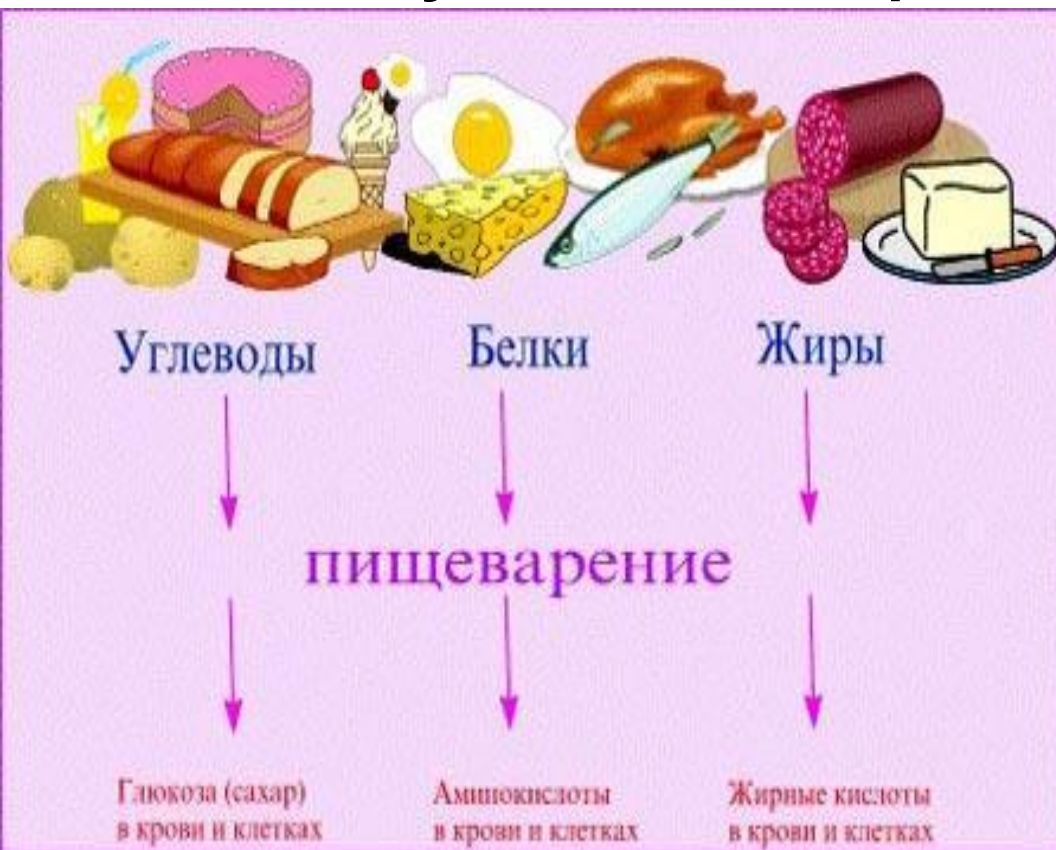 Углеводы
Белки
Жиры
пищеварение
Глюкоза (сахар)
в крови и клетках
Аминокислоты
в крови и клетках
Жирные кислоты
в крови и клетках